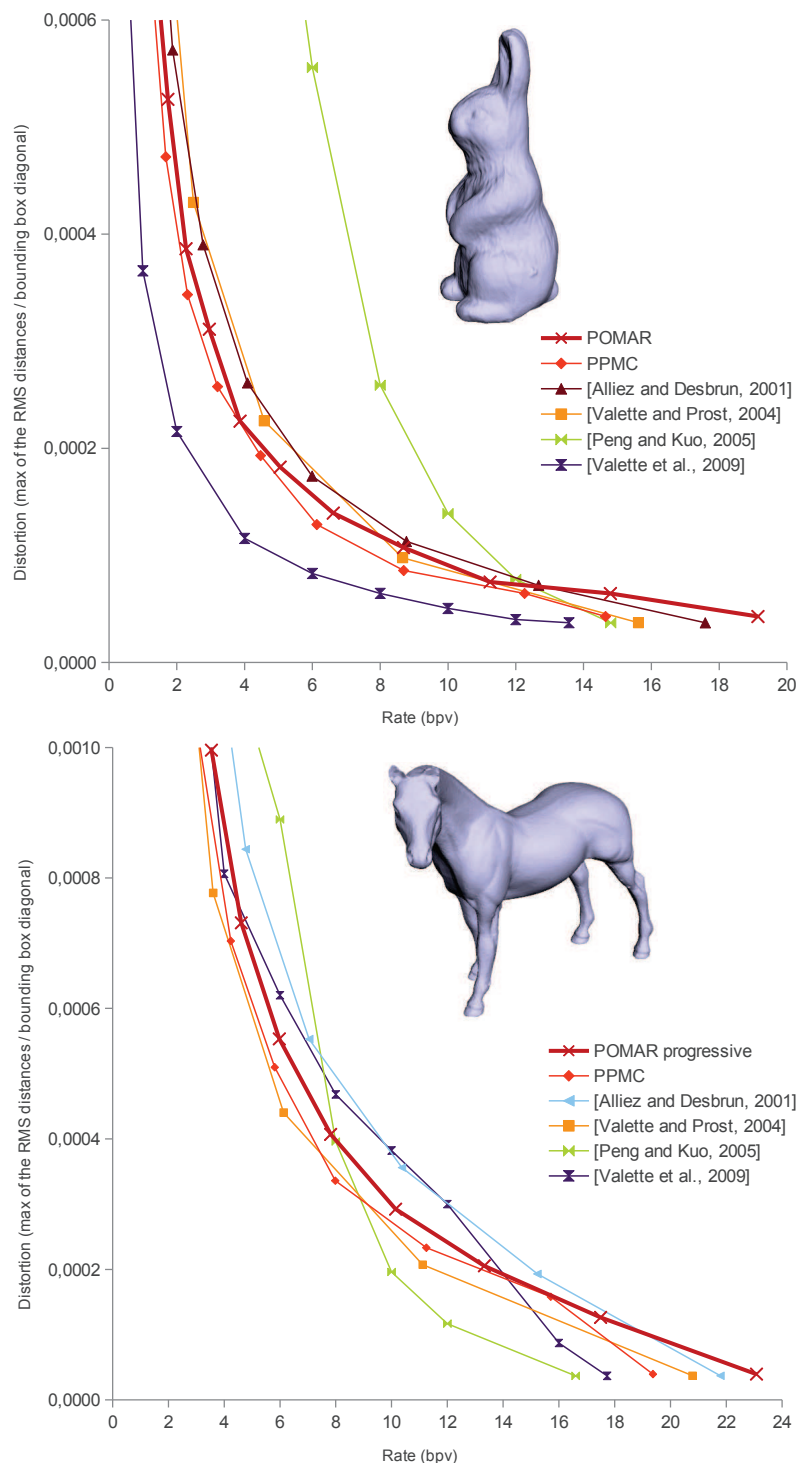 0,0006
0,0004
0,0002
0,0000
Distortion (max of the RMS distances / bounding box diagonal)
POMAR
PPMC
[Alliez and Desbrun, 2001]
[Valette and Prost, 2004]
[Peng and Kuo, 2005]
[Valette et al., 2009]
0 2 4 6 8 10 12 14 16 18 20
Rate (bpv)
0,0010
0,0008
0,0006
0,0004
0,0002
0,0000
Distortion (max of the RMS distances / bounding box diagonal)
POMAR progressive
PPMC
[Alliez and Desbrun, 2001]
[Valette and Prost, 2004]
[Peng and Kuo, 2005]
[Valette et al., 2009]
0 2 4 6 8 10 12 14 16 18 20 22 24
Rate (bpv)